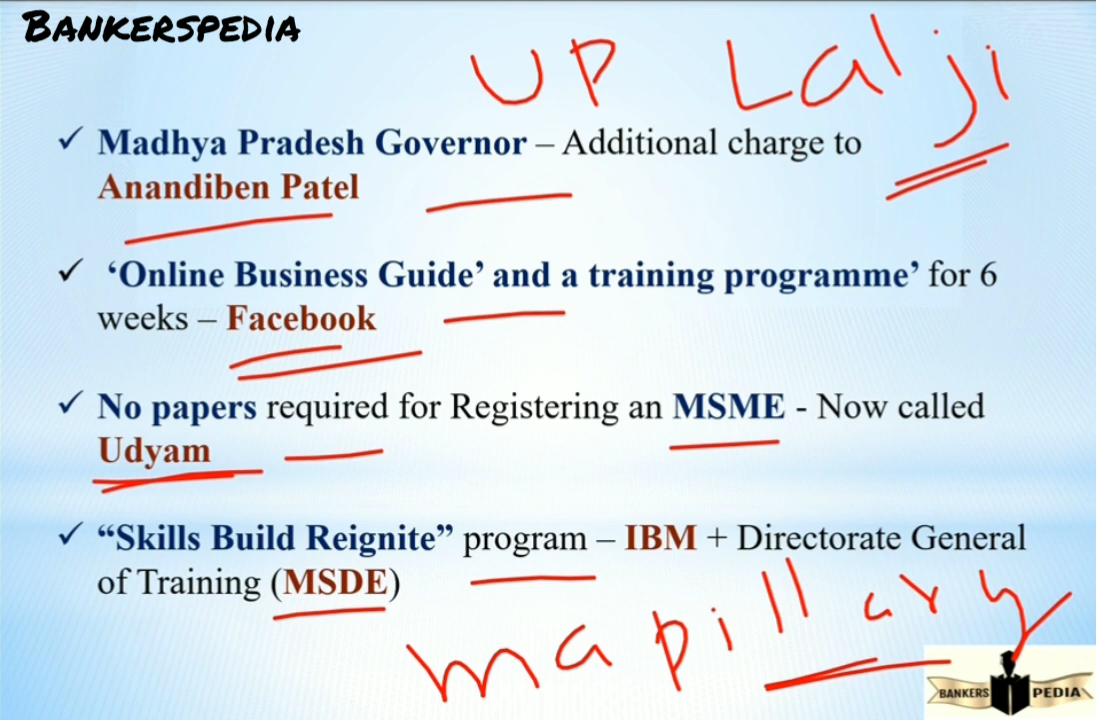 BANKERSPEDIA
UP Lal ji
✓ Madhya Pradesh Governor – Additional charge to
Anandiben Patel
✓ ‘Online Business Guide’ and a training programme’ for 6
weeks – Facebook
✓ No papers required for Registering an MSME - Now called
Udyam
✓ “Skills Build Reignite” program – IBM + Directorate General
of Training (MSDE)
mapillary
BANKERS PEDIA